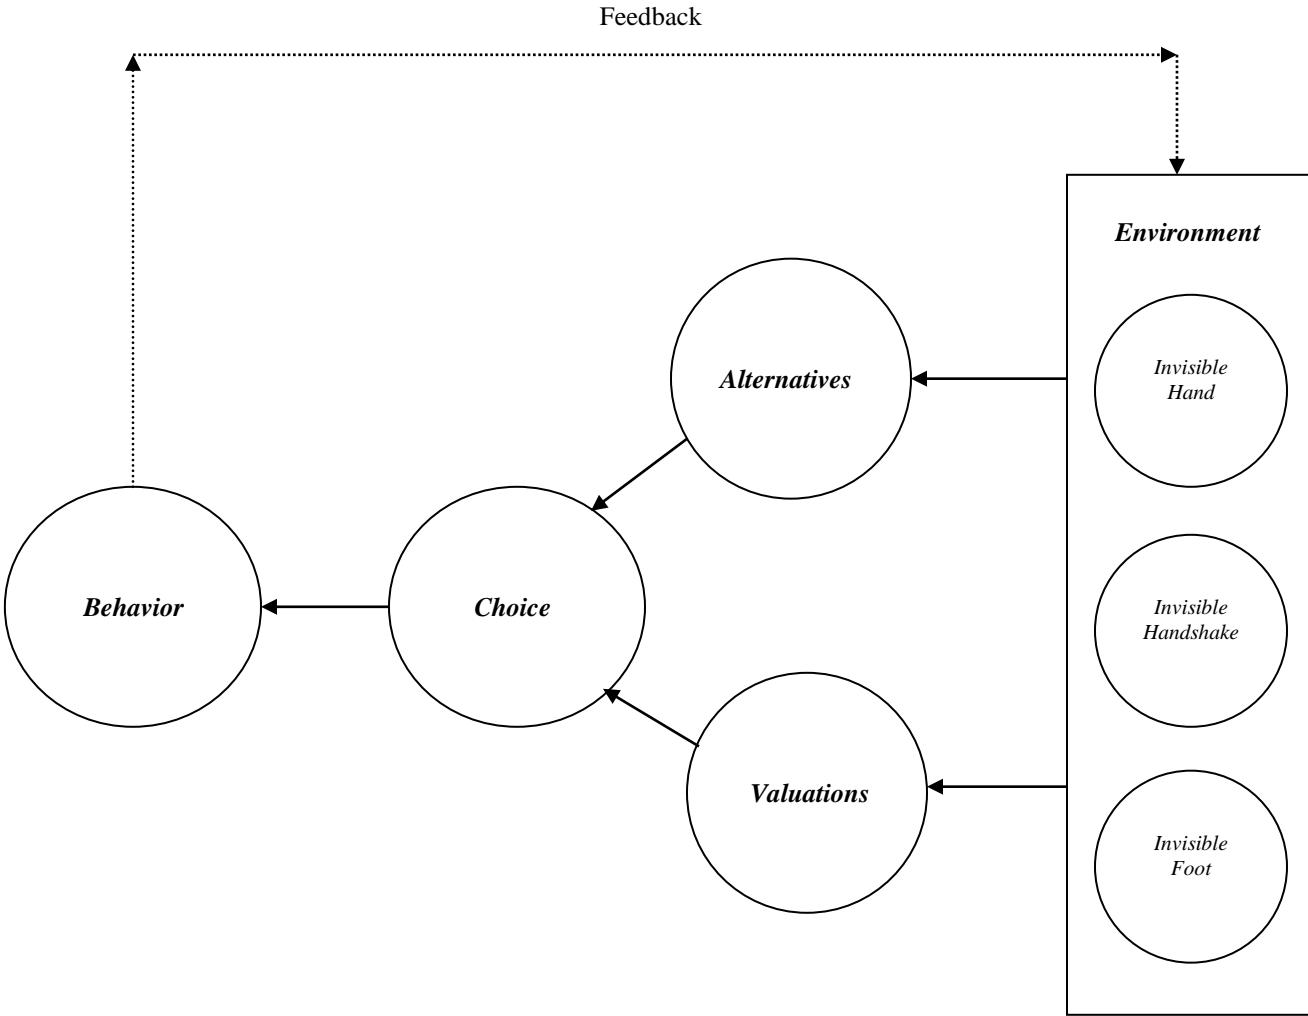 Feedback
Environment
Invisible
Hand
Alternatives
Behavior
Choice
Invisible
Handshake
Valuations
Invisible
Foot